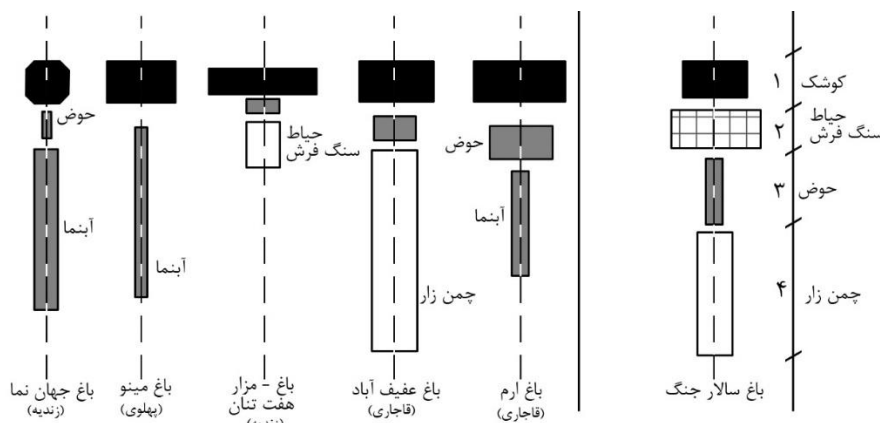 کوشک
۱
حیاط
سنگ فرش
۲
حوض
۳
چمن زار
۴
باغ سالار جنگ
حوض
آبنما
باغ ارم
(قاجاری)
چمن زار
باغ عفیف آباد
(قاجاری)
حیاط
سنگ فرش
باغ - مزار
هفت تنان
آبنما
باغ مینو
(پهلوی)
حوض
آبنما
باغ جهان نما
(زندیه)